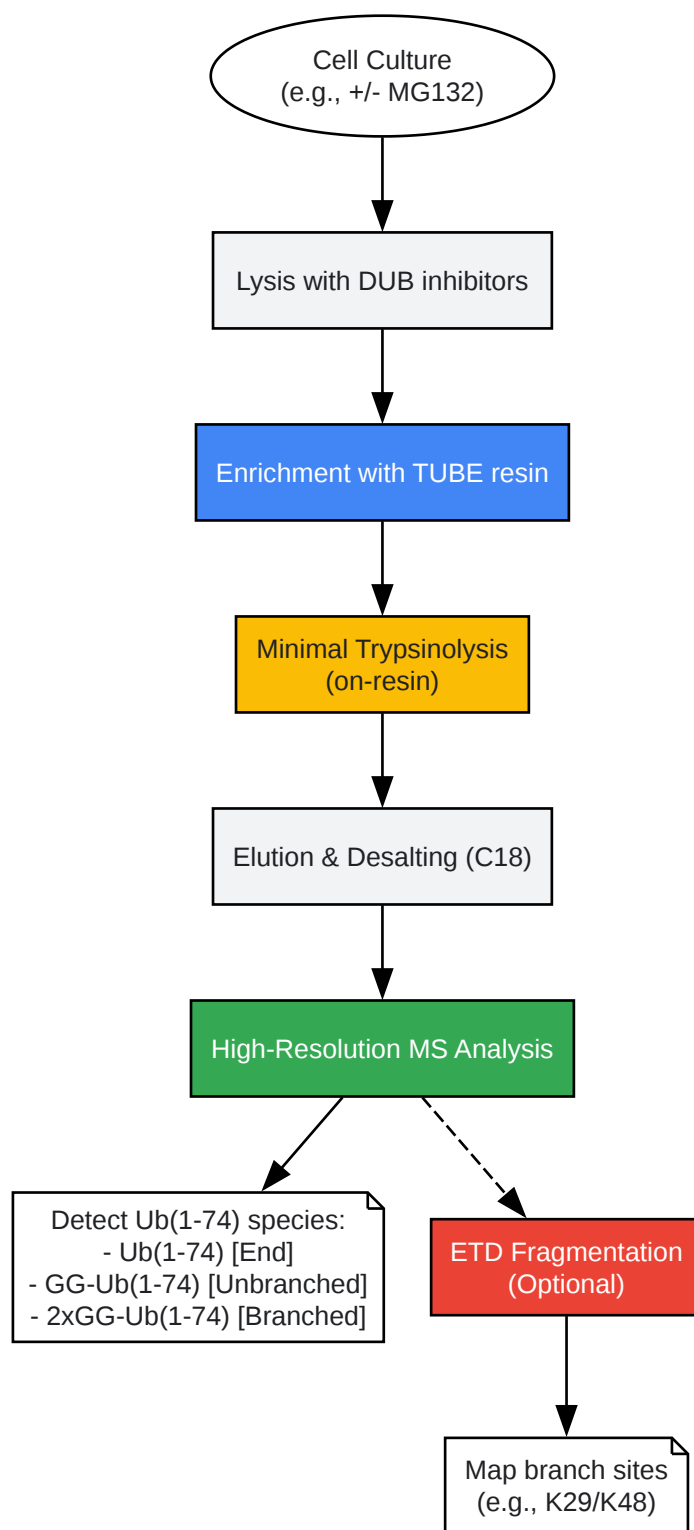 Cell Culture
(e.g., +/- MG132)
Lysis with DUB inhibitors
Enrichment with TUBE resin
Minimal Trypsinolysis
(on-resin)
Elution & Desalting (C18)
High-Resolution MS Analysis
Detect Ub(1-74) species:
- Ub(1-74) [End]
- GG-Ub(1-74) [Unbranched]
- 2xGG-Ub(1-74) [Branched]
ETD Fragmentation
(Optional)
Map branch sites
(e.g., K29/K48)